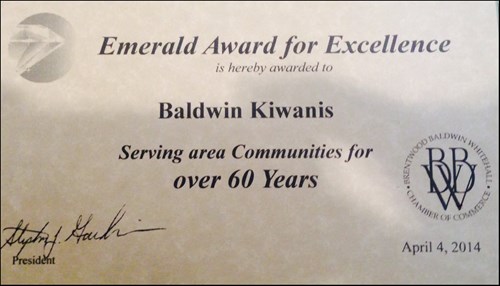 Emerald Award for Excellence
is hereby awarded to
Baldwin Kiwanis
Serving area Communities for
over 60 Years
BRENTWOOD BALDWIN WHITEHALL
BBW
CHAMBER OF COMMERCE
President
April 4, 2014